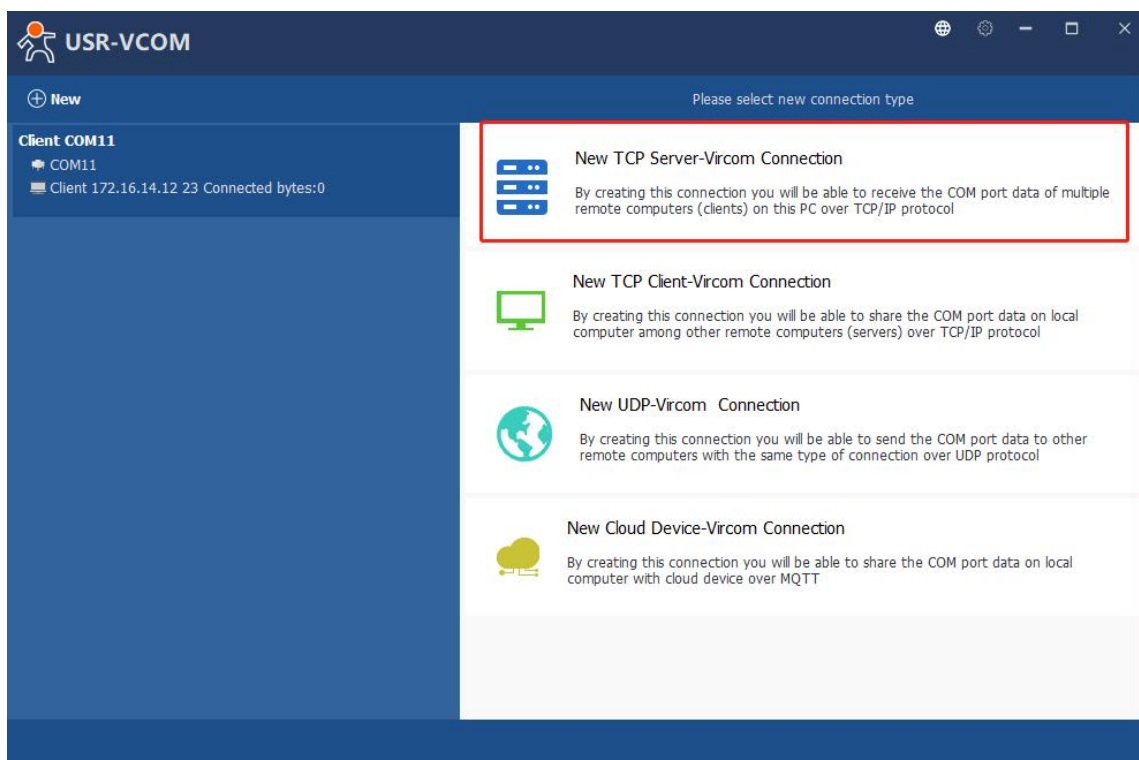 USR-VCOM
New
Please select new connection type
Client COM11
COM11
Client 172.16.14.12 23 Connected bytes:0
New TCP Server-Vircom Connection
By creating this connection you will be able to receive the COM port data of multiple
remote computers (clients) on this PC over TCP/IP protocol
New TCP Client-Vircom Connection
By creating this connection you will be able to share the COM port data on local
computer among other remote computers (servers) over TCP/IP protocol
New UDP-Vircom Connection
By creating this connection you will be able to send the COM port data to other
remote computers with the same type of connection over UDP protocol
New Cloud Device-Vircom Connection
By creating this connection you will be able to share the COM port data on local
computer with cloud device over MQTT